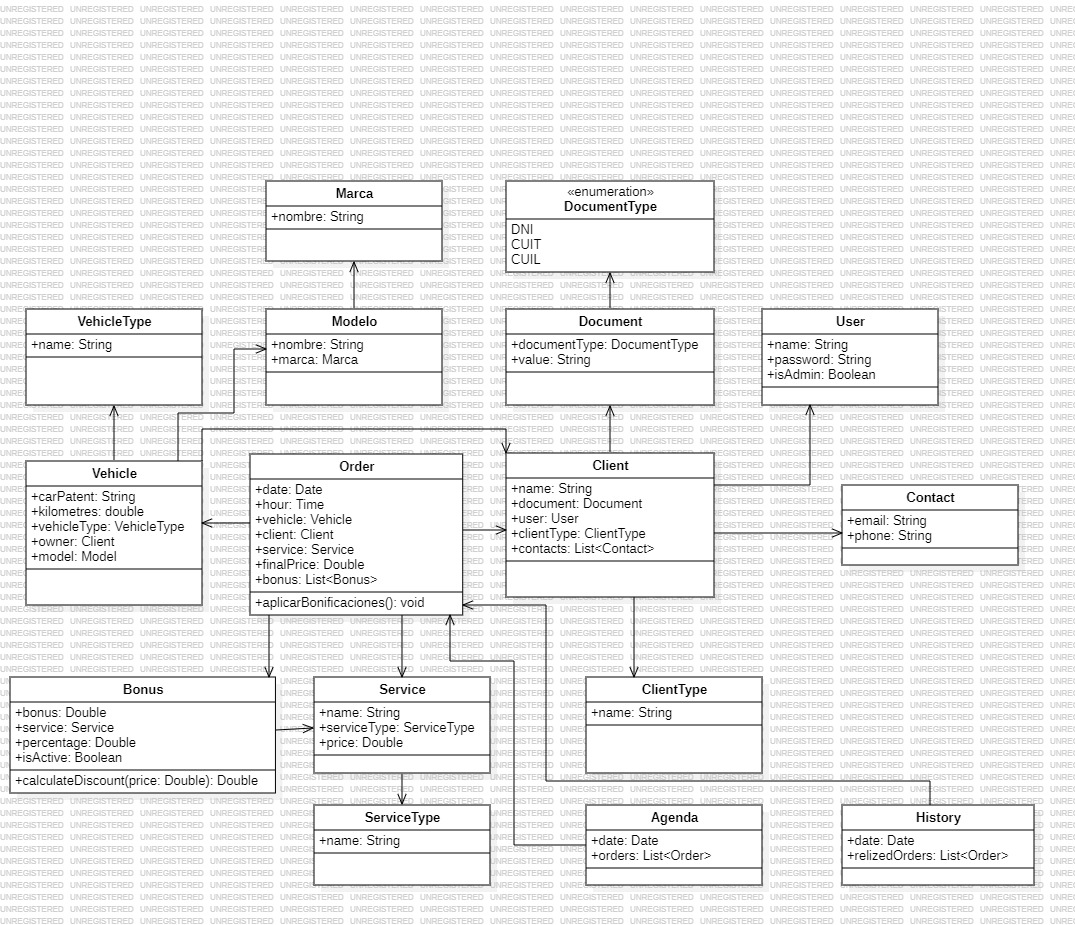 Marca
+nombre: String
«enumeration»
DocumentType
DNI
CUIT
CUIL
VehicleType
+name: String
Modelo
+nombre: String
+marca: Marca
Document
+documentType: DocumentType
+value: String
User
+name: String
+password: String
+isAdmin: Boolean
Vehicle
+carPatent: String
+kilometres: double
+vehicleType: VehicleType
+owner: Client
+model: Model
Order
+date: Date
+hour: Time
+vehicle: Vehicle
+client: Client
+service: Service
+finalPrice: Double
+bonus: List<Bonus>
+aplicarBonificaciones(): void
Client
+name: String
+document: Document
+user: User
+clientType: ClientType
+contacts: List<Contact>
Contact
+email: String
+phone: String
Bonus
+bonus: Double
+service: Service
+percentage: Double
+isActive: Boolean
+calculateDiscount(price: Double): Double
Service
+name: String
+serviceType: ServiceType
+price: Double
ClientType
+name: String
ServiceType
+name: String
Agenda
+date: Date
+orders: List<Order>
History
+date: Date
+relizedOrders: List<Order>
UNREGISTERED